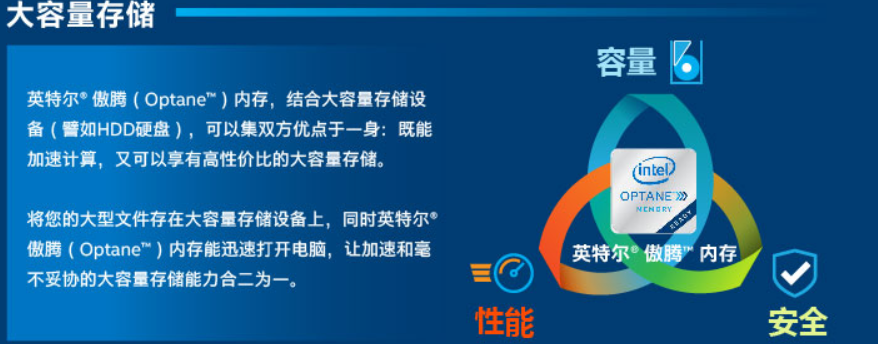 大容量存储
英特尔® 傲腾（Optane™）内存，结合大容量存储设
备（譬如HDD硬盘），可以集双方优点于一身：既能
加速计算，又可以享有高性价比的大容量存储。
将您的大型文件存在大容量存储设备上，同时英特尔®
傲腾（Optane™）内存能迅速打开电脑，让加速和毫
不妥协的大容量存储能力合二为一。
容量
intel
OPTANE
MEMORY
READY
英特尔® 傲腾™ 内存
性能
安全